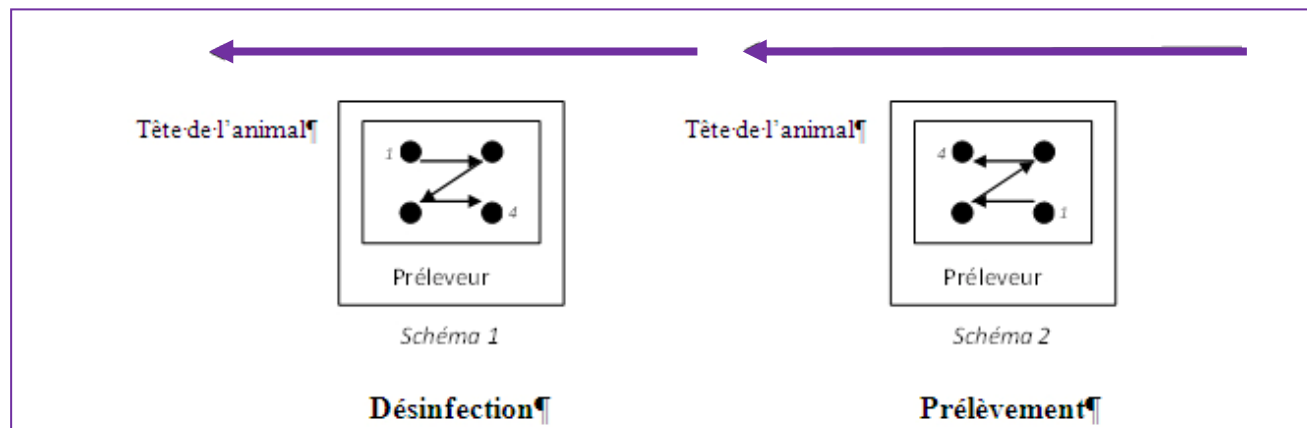 Tête·de·l'animal¶
1
4
Préleveur
Schéma 1
Désinfection¶
Tête·de·l'animal¶
4
1
Préleveur
Schéma 2
Prélèvement¶